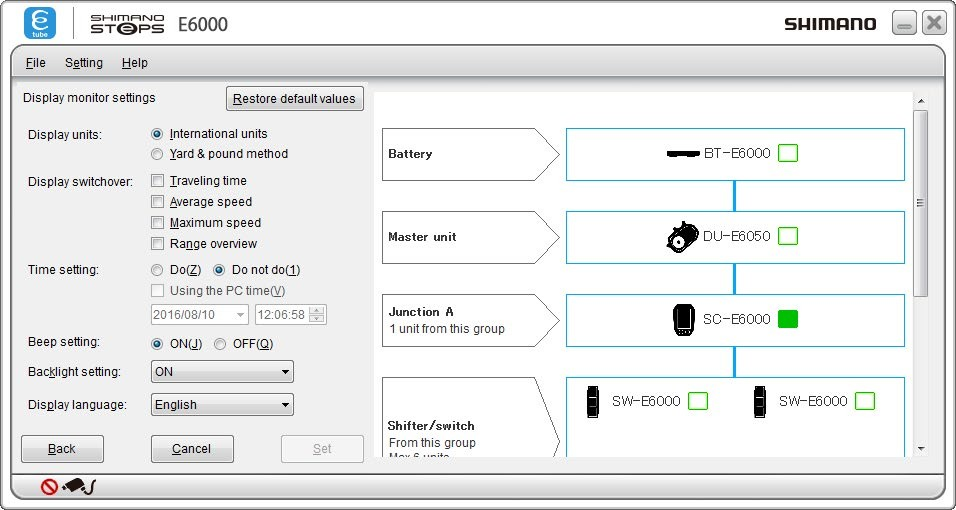 e
tube
SHIMANO
STEPS E6000
SHIMANO
File Setting Help
Display monitor settings
Restore default values
Display units:
International units
Yard & pound method
Display switchover:
Traveling time
Average speed
Maximum speed
Range overview
Time setting:
Do(Z) Do not do(1)
Using the PC time(V)
2016/08/10 12:06:58
Beep setting:
ON(J) OFF(Q)
Backlight setting:
ON
Display language:
English
Back Cancel Set
Battery
BT-E6000
Master unit
DU-E6050
Junction A
1 unit from this group
SC-E6000
Shifter/switch
From this group
Max 6 units
SW-E6000 SW-E6000